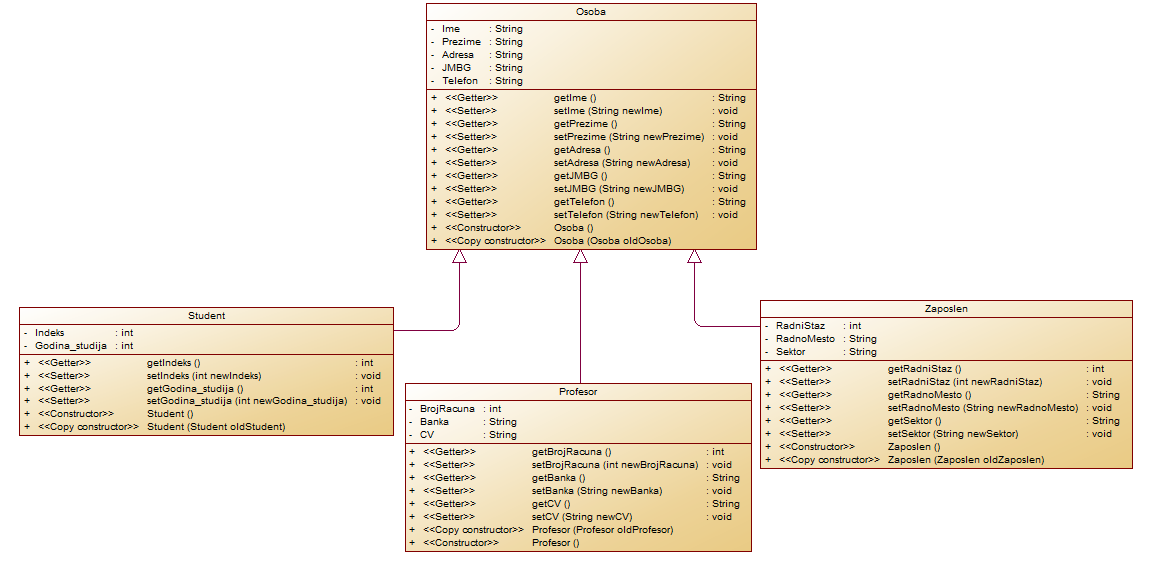 Osoba
- Ime : String
- Prezime : String
- Adresa : String
- JMBG : String
- Telefon : String
+ <<Getter>> getIme () : String
+ <<Setter>> setIme (String newIme) : void
+ <<Getter>> getPrezime () : String
+ <<Setter>> setPrezime (String newPrezime) : void
+ <<Getter>> getAdresa () : String
+ <<Setter>> setAdresa (String newAdresa) : void
+ <<Getter>> getJMBG () : String
+ <<Setter>> setJMBG (String newJMBG) : void
+ <<Getter>> getTelefon () : String
+ <<Setter>> setTelefon (String newTelefon) : void
+ <<Constructor>> Osoba ()
+ <<Copy constructor>> Osoba (Osoba oldOsoba)
Student
- Indeks : int
- Godina_studija : int
+ <<Getter>> getIndeks () : int
+ <<Setter>> setIndeks (int newIndeks) : void
+ <<Getter>> getGodina_studija () : int
+ <<Setter>> setGodina_studija (int newGodina_studija) : void
+ <<Constructor>> Student ()
+ <<Copy constructor>> Student (Student oldStudent)
Profesor
- BrojRacuna : int
- Banka : String
- CV : String
+ <<Getter>> getBrojRacuna () : int
+ <<Setter>> setBrojRacuna (int newBrojRacuna) : void
+ <<Getter>> getBanka () : String
+ <<Setter>> setBanka (String newBanka) : void
+ <<Getter>> getCV () : String
+ <<Setter>> setCV (String newCV) : void
+ <<Copy constructor>> Profesor (Profesor oldProfesor)
+ <<Constructor>> Profesor ()
Zaposlen
- RadniStaz : int
- RadnoMesto : String
- Sektor : String
+ <<Getter>> getRadniStaz () : int
+ <<Setter>> setRadniStaz (int newRadniStaz) : void
+ <<Getter>> getRadnoMesto () : String
+ <<Setter>> setRadnoMesto (String newRadnoMesto) : void
+ <<Getter>> getSektor () : String
+ <<Setter>> setSektor (String newSektor) : void
+ <<Constructor>> Zaposlen ()
+ <<Copy constructor>> Zaposlen (Zaposlen oldZaposlen)